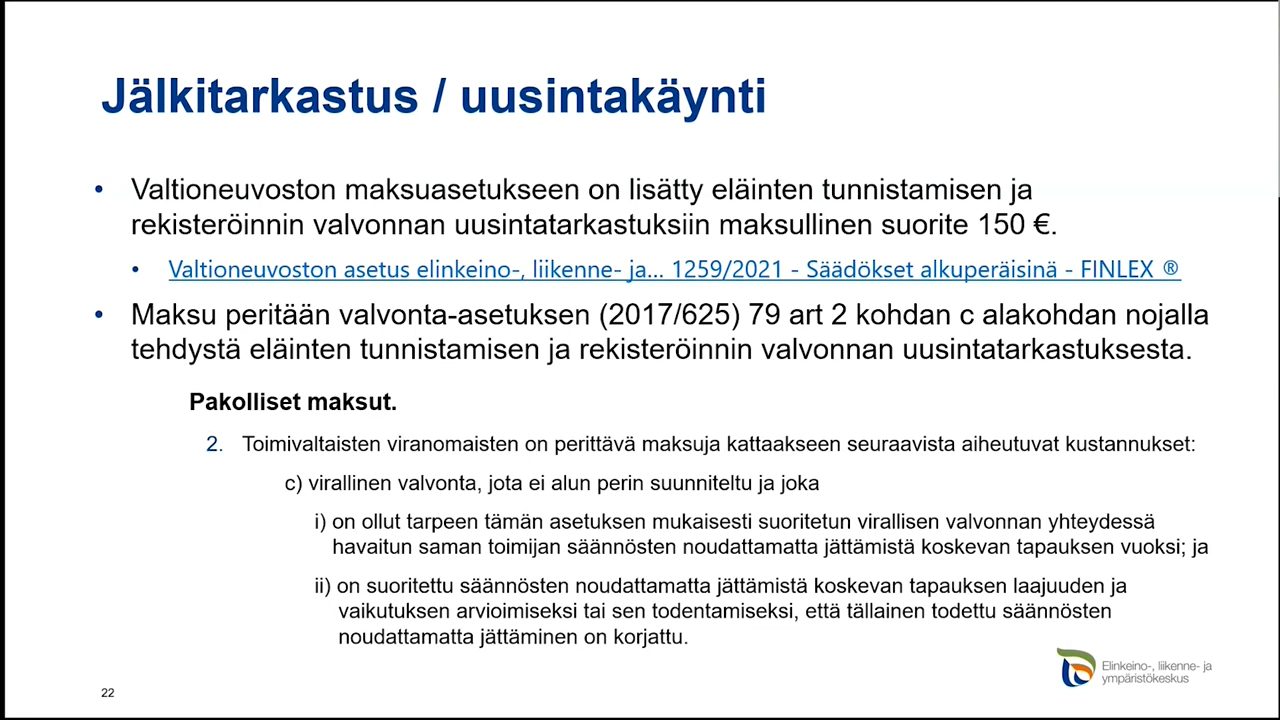 Jälkitarkastus / uusintakäynti
• Valtioneuvoston maksuasetukseen on lisätty eläinten tunnistamisen ja
rekisteröinnin valvonnan uusintatarkastuksiin maksullinen suorite 150 €.
• Valtioneuvoston asetus elinkeino-, liikenne- ja... 1259/2021 - Säädökset alkuperäisinä - FINLEX ®
• Maksu peritään valvonta-asetuksen (2017/625) 79 art 2 kohdan c alakohdan nojalla
tehdystä eläinten tunnistamisen ja rekisteröinnin valvonnan uusintatarkastuksesta.
Pakolliset maksut.
2. Toimivaltaisten viranomaisten on perittävä maksuja kattaakseen seuraavista aiheutuvat kustannukset:
c) virallinen valvonta, jota ei alun perin suunniteltu ja joka
i) on ollut tarpeen tämän asetuksen mukaisesti suoritetun virallisen valvonnan yhteydessä
havaitun saman toimijan säännösten noudattamatta jättämistä koskevan tapauksen vuoksi; ja
ii) on suoritettu säännösten noudattamatta jättämistä koskevan tapauksen laajuuden ja
vaikutuksen arvioimiseksi tai sen todentamiseksi, että tällainen todettu säännösten
noudattamatta jättäminen on korjattu.
Elinkeino-, liikenne- ja
ympäristökeskus
22